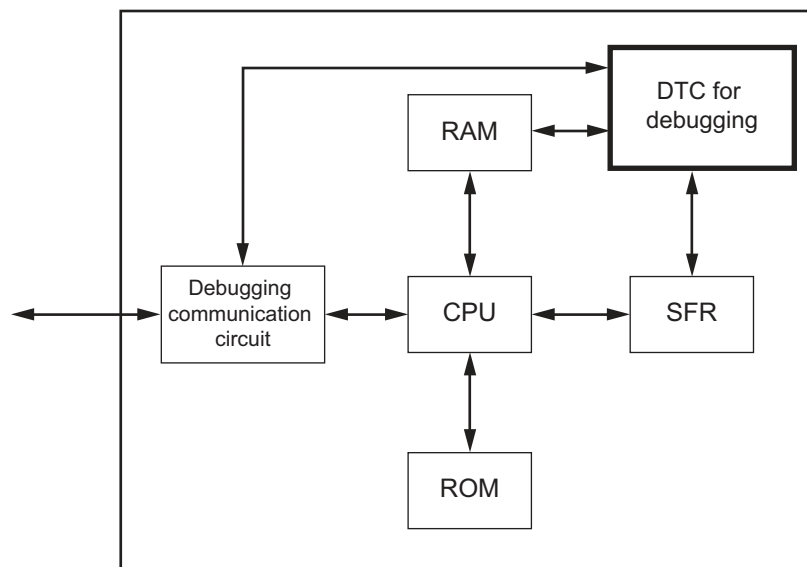 DTC for
debugging
RAM
Debugging
communication
circuit
CPU
SFR
ROM